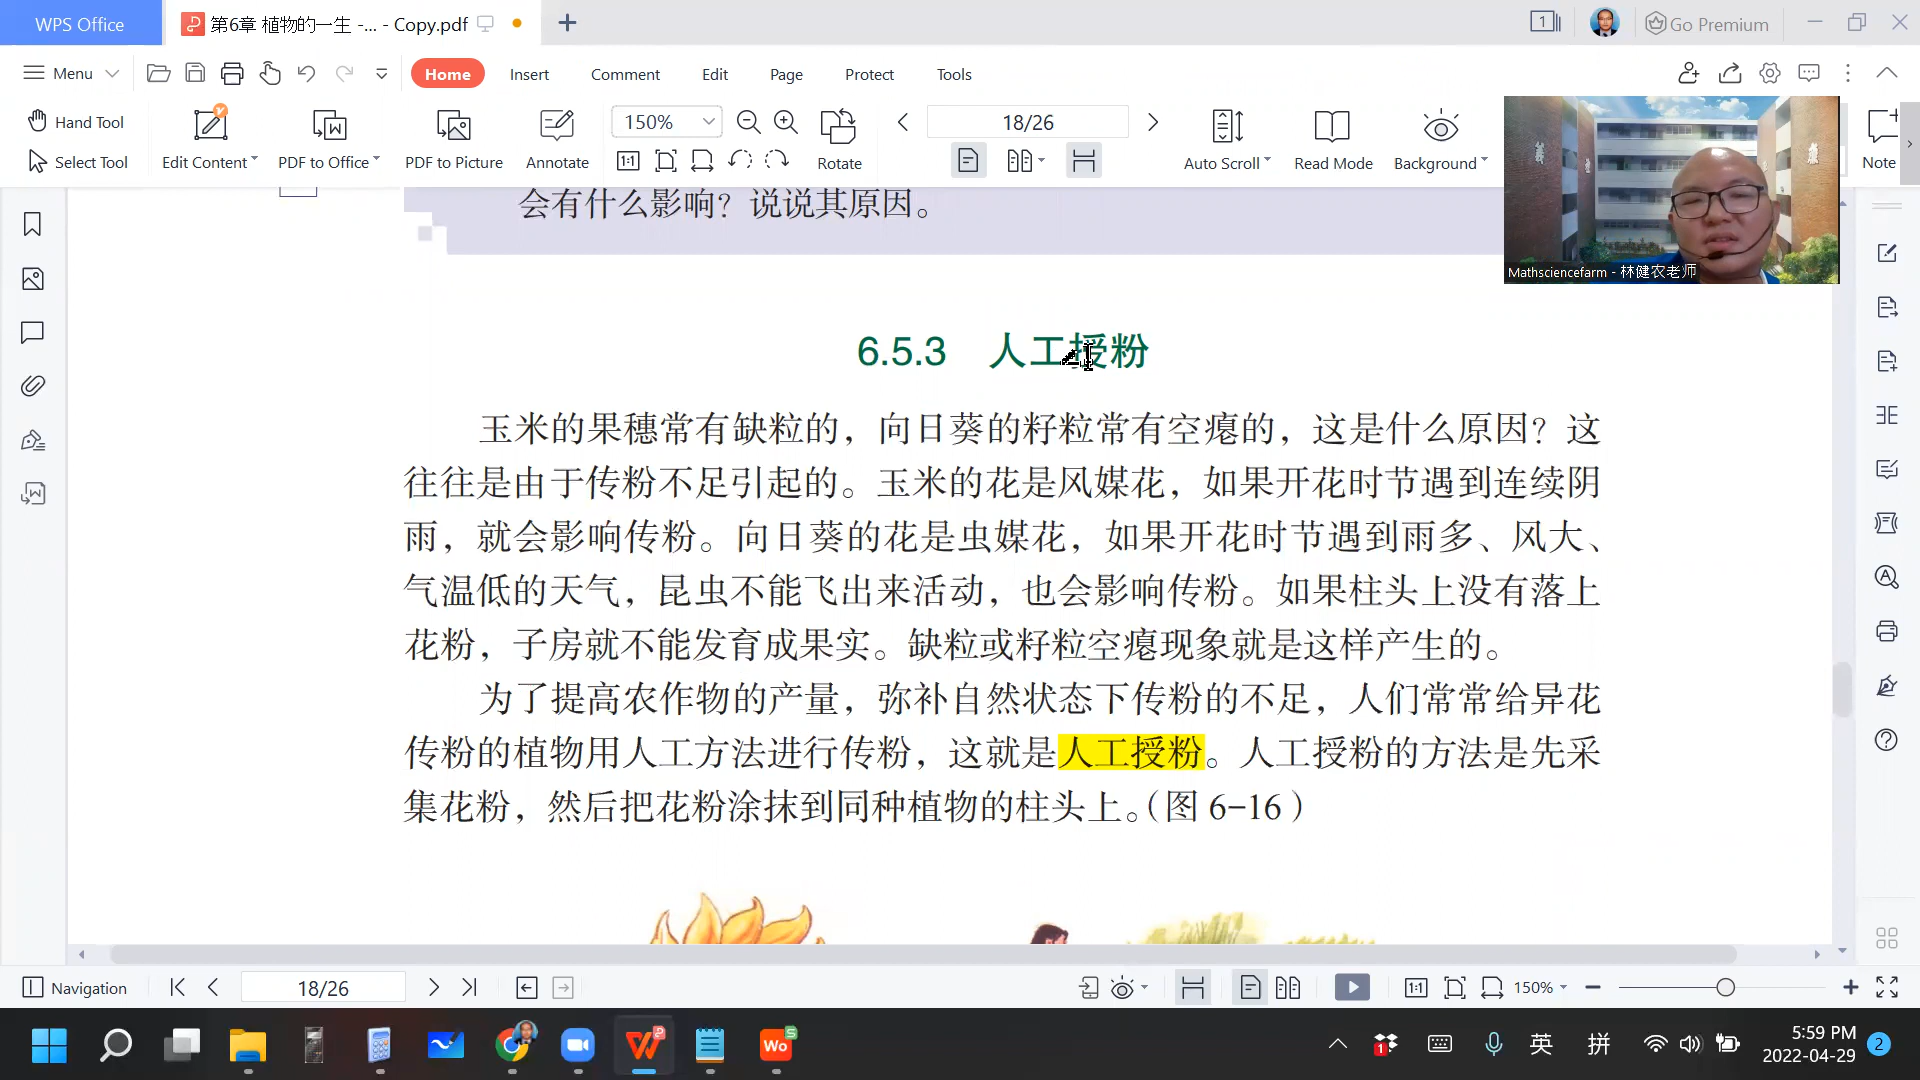 WPS Office
第6章 植物的一生 -... - Copy.pdf
1
Go Premium
Menu
Home
Insert
Comment
Edit
Page
Protect
Tools
Hand Tool
Select Tool
Edit Content
PDF to Office
PDF to Picture
Annotate
150%
1:1
Rotate
18/26
Auto Scroll
Read Mode
Background
Note
会有什么影响？说说其原因。
Mathsciencefarm - 林健农老师
6.5.3 人工授粉
玉米的果穗常有缺粒的，向日葵的籽粒常有空瘪的，这是什么原因？这
往往是由于传粉不足引起的。玉米的花是风媒花，如果开花时节遇到连续阴
雨，就会影响传粉。向日葵的花是虫媒花，如果开花时节遇到雨多、风大、
气温低的天气，昆虫不能飞出来活动，也会影响传粉。如果柱头上没有落上
花粉，子房就不能发育成果实。缺粒或籽粒空瘪现象就是这样产生的。
为了提高农作物的产量，弥补自然状态下传粉的不足，人们常常给异花
传粉的植物用人工方法进行传粉，这就是人工授粉。人工授粉的方法是先采
集花粉，然后把花粉涂抹到同种植物的柱头上。（图 6-16）
Navigation
18/26
1:1
150%
Wo
S
1
英
拼
5:59 PM
2022-04-29
2